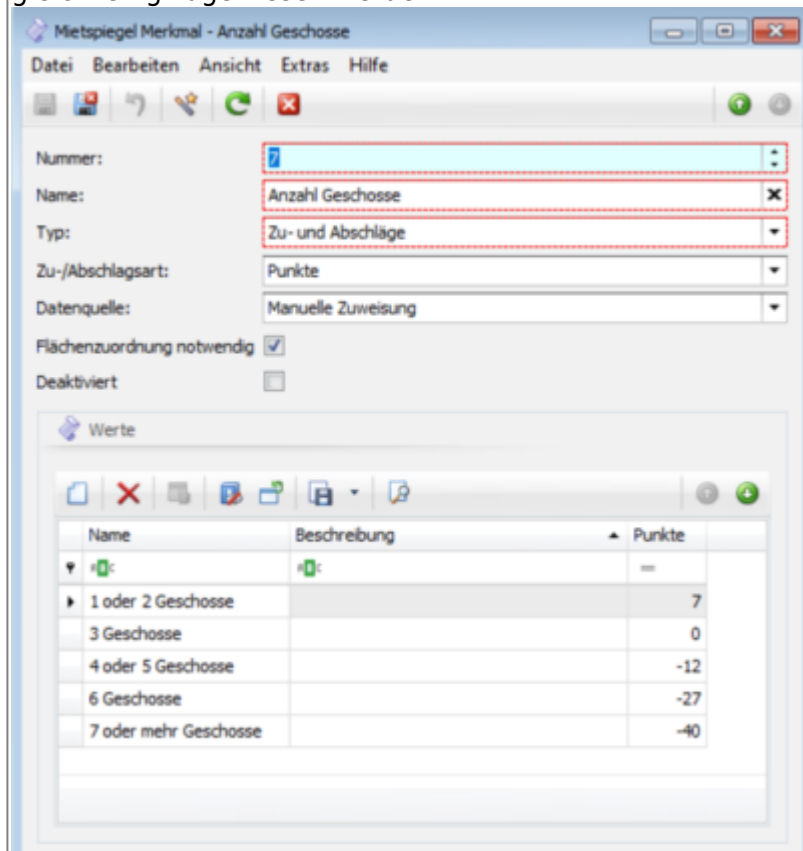 Mietspiegel Merkmal - Anzahl Geschosse
Datei Bearbeiten Ansicht Extras Hilfe
Nummer: 7
Name: Anzahl Geschosse
Typ: Zu- und Abschläge
Zu-/Abschlagsart: Punkte
Datenquelle: Manuelle Zuweisung
Flächenzuordnung notwendig
Deaktiviert
Werte
Name Beschreibung Punkte
1 oder 2 Geschosse 7
3 Geschosse 0
4 oder 5 Geschosse -12
6 Geschosse -27
7 oder mehr Geschosse -40